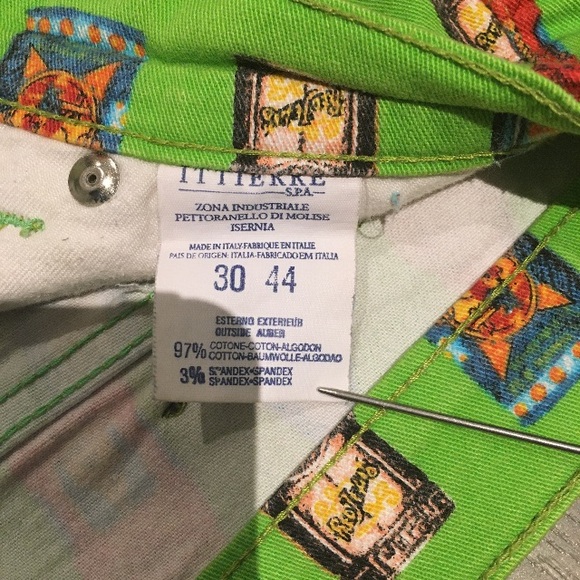 ITTIERRE
S.P.A.
ZONA INDUSTRIALE
PETTORANELLO DI MOLISE
ISERNIA
MADE IN ITALY-FABRIQUE EN ITALIE
PAIS DE ORIGEN: ITALIA-FABRICADO EM ITALIA
30 44
ESTERNO EXTERIEUR
OUTSIDE AUßER
97% COTONE-COTON-ALGODON
COTTON-BAUMWOLLE-ALGODAO
3% SPANDEX-SPANDEX
SPANDEX-SPANDEX